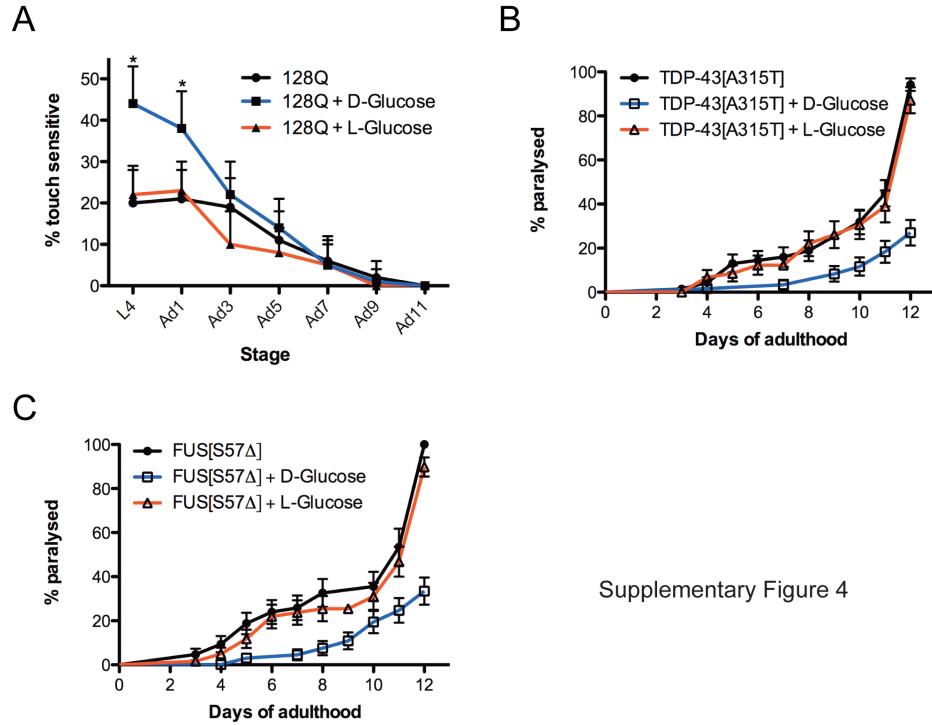 A
% touch sensitive
50
40
30
20
10
0
* *
128Q
128Q + D-Glucose
128Q + L-Glucose
L4 Ad1 Ad3 Ad5 Ad7 Ad9 Ad11
Stage
B
% paralysed
100
80
60
40
20
0
TDP-43[A315T]
TDP-43[A315T] + D-Glucose
TDP-43[A315T] + L-Glucose
0 2 4 6 8 10 12
Days of adulthood
C
% paralysed
100
80
60
40
20
0
FUS[S57Δ]
FUS[S57Δ] + D-Glucose
FUS[S57Δ] + L-Glucose
0 2 4 6 8 10 12
Days of adulthood
Supplementary Figure 4